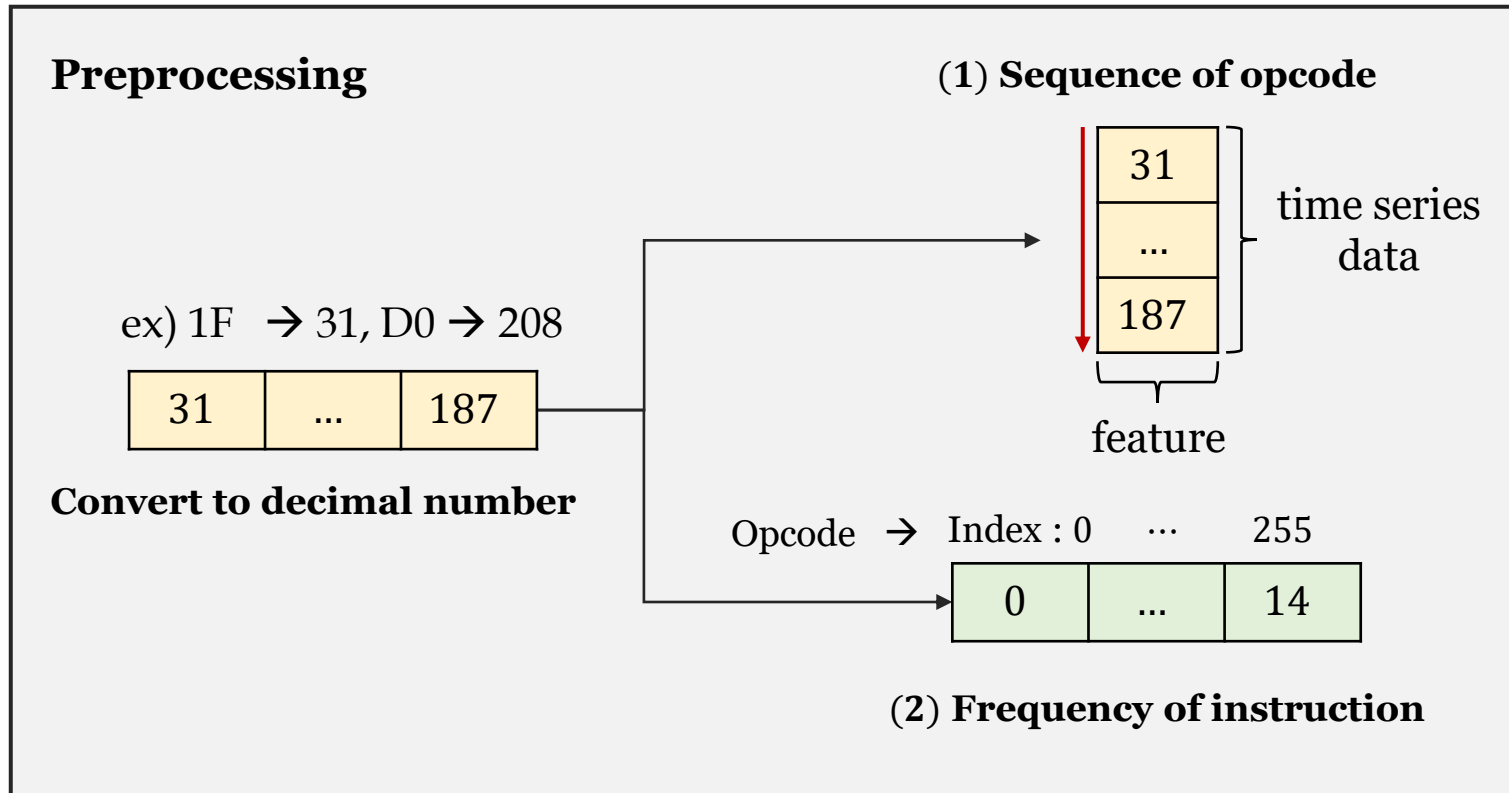 Preprocessing
(1) Sequence of opcode
31
...
187
time series
data
feature
ex) 1F → 31, D0 → 208
31 ... 187
Convert to decimal number
Opcode → Index : 0 ... 255
0 ... 14
(2) Frequency of instruction